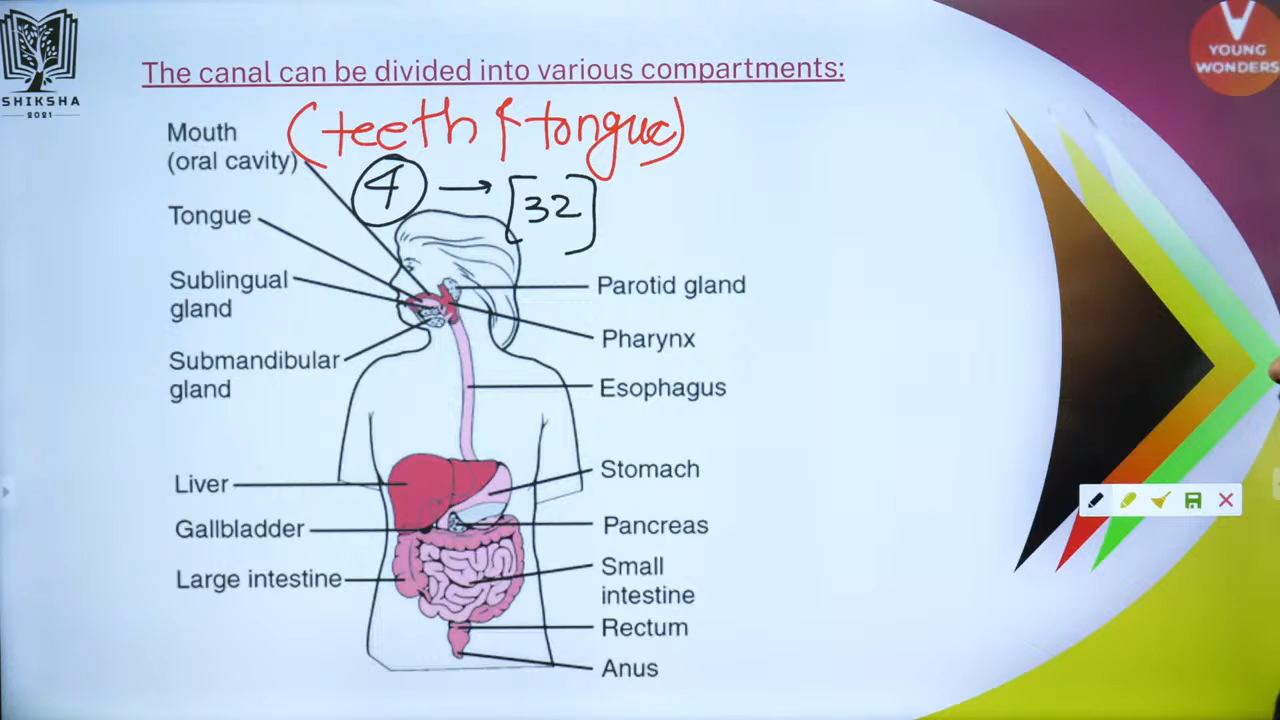 SHIKSHA
2021
YOUNG
WONDERS
The canal can be divided into various compartments:
(teeth & tongue)
4 → [32]
Mouth
(oral cavity)
Tongue
Sublingual
gland
Submandibular
gland
Liver
Gallbladder
Large intestine
Parotid gland
Pharynx
Esophagus
Stomach
Pancreas
Small
intestine
Rectum
Anus